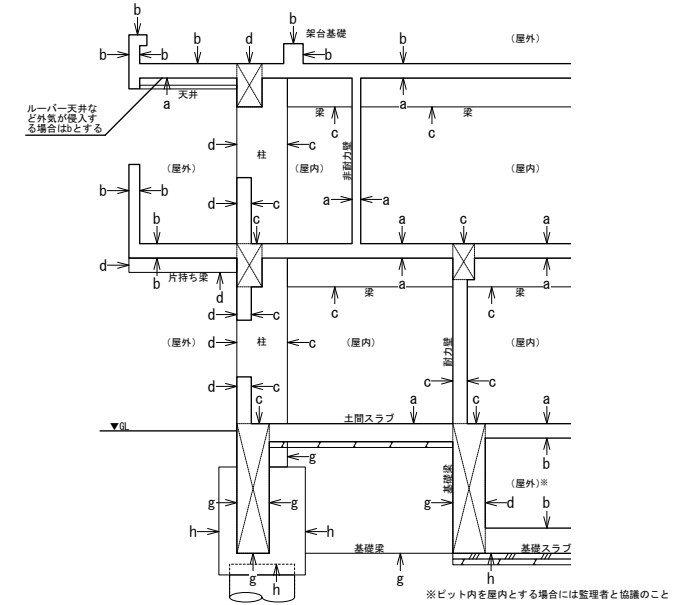 b
架台基礎
(屋外)
b b b d b b
b
天井
a
ルーバー天井な
ど外気が侵入す
る場合はbとする
a
梁 梁
c c
d 柱 c
(屋外) (屋内) 非耐力壁 (屋内)
b b
d c a a
b c a c a
d
b 片持ち梁 a a
d
梁 梁
c c
d c
(屋外) d 柱 c (屋内) 耐力壁 (屋内)
d c c c
c a c a
土間スラブ
▼GL
g b
基礎梁 (屋外)※
g g g d b
h h
基礎梁 基礎スラブ
g h g h
※ピット内を屋内とする場合には監理者と協議のこと